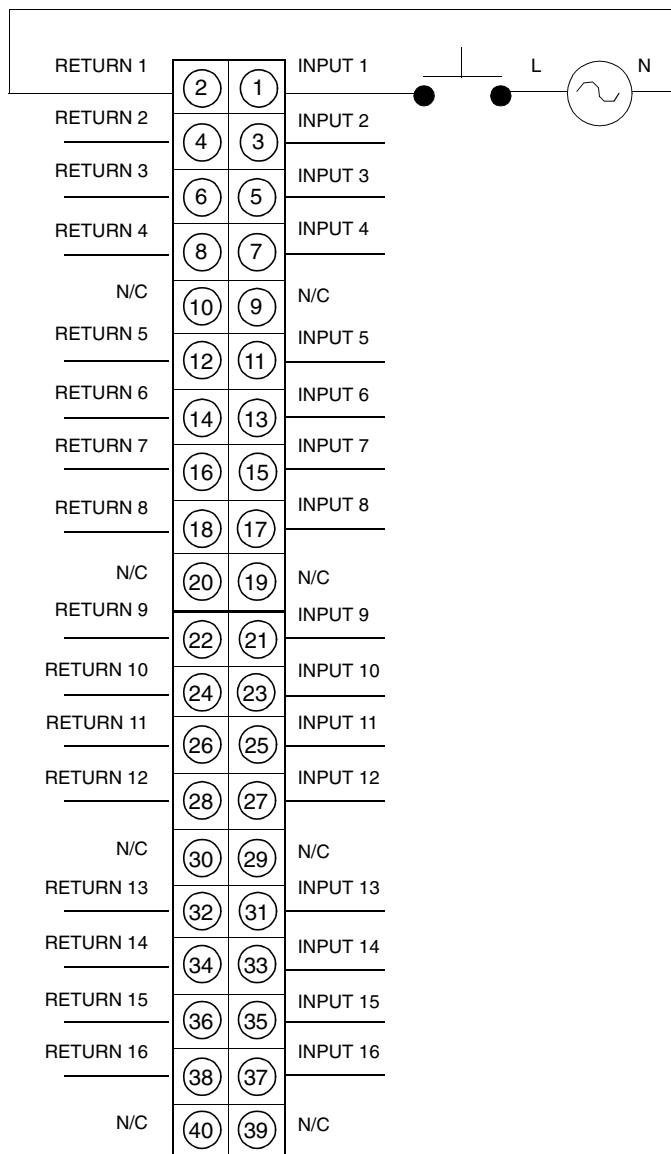 RETURN 1 2 1 INPUT 1 L N
RETURN 2 4 3 INPUT 2
RETURN 3 6 5 INPUT 3
RETURN 4 8 7 INPUT 4
N/C 10 9 N/C
RETURN 5 12 11 INPUT 5
RETURN 6 14 13 INPUT 6
RETURN 7 16 15 INPUT 7
RETURN 8 18 17 INPUT 8
N/C 20 19 N/C
RETURN 9 22 21 INPUT 9
RETURN 10 24 23 INPUT 10
RETURN 11 26 25 INPUT 11
RETURN 12 28 27 INPUT 12
N/C 30 29 N/C
RETURN 13 32 31 INPUT 13
RETURN 14 34 33 INPUT 14
RETURN 15 36 35 INPUT 15
RETURN 16 38 37 INPUT 16
N/C 40 39 N/C